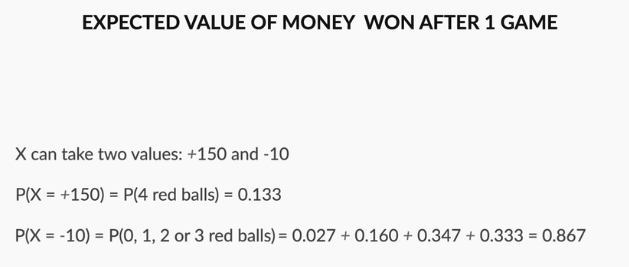 EXPECTED VALUE OF MONEY WON AFTER 1 GAME
X can take two values: +150 and -10
P(X = +150) = P(4 red balls) = 0.133
P(X = -10) = P(0, 1, 2 or 3 red balls) = 0.027 + 0.160 + 0.347 + 0.333 = 0.867